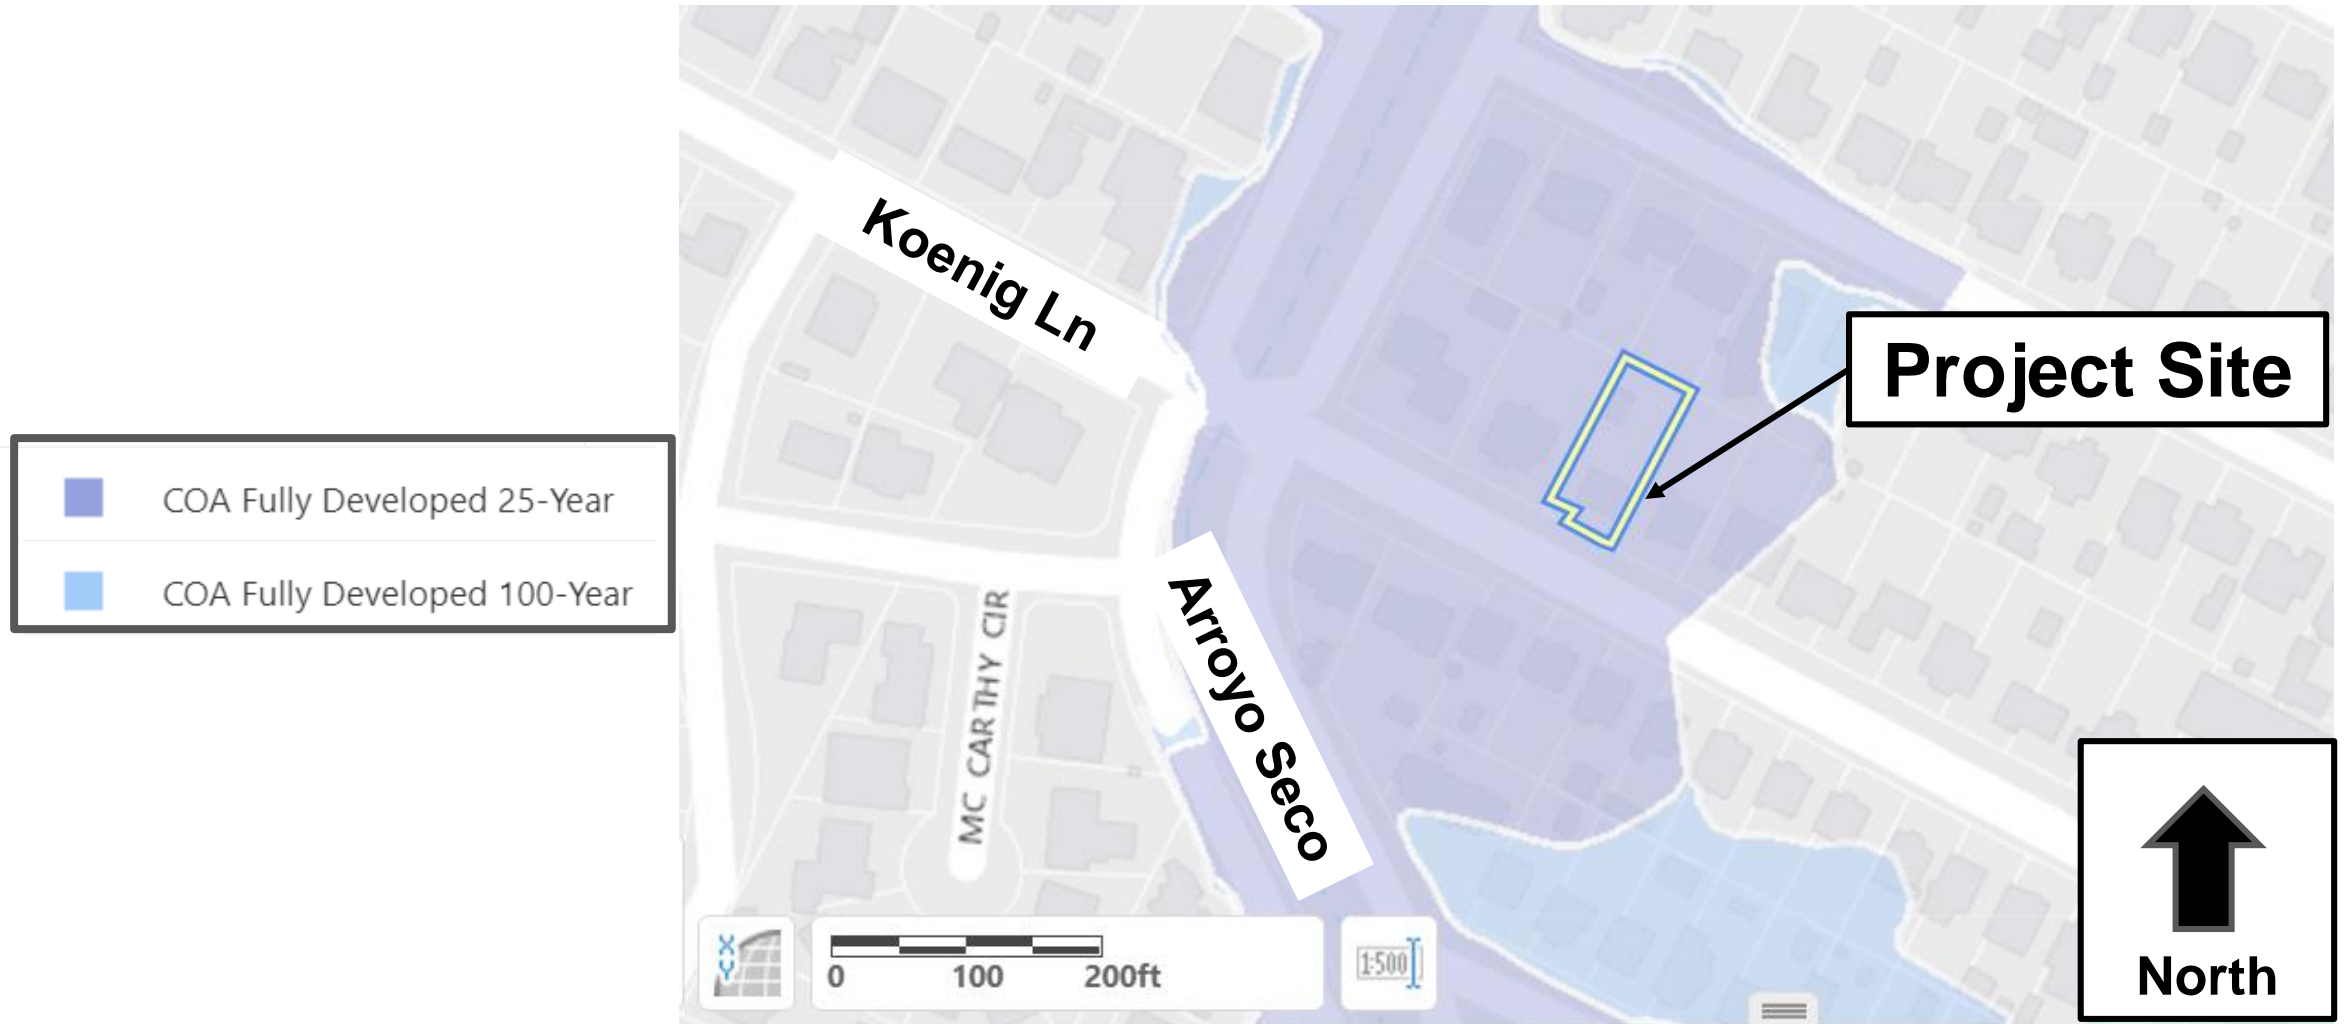 Koenig Ln
Project Site
COA Fully Developed 25-Year
COA Fully Developed 100-Year
MC CARTHY CIR
Arroyo Seco
X
Y
0 100 200ft
1:500
North